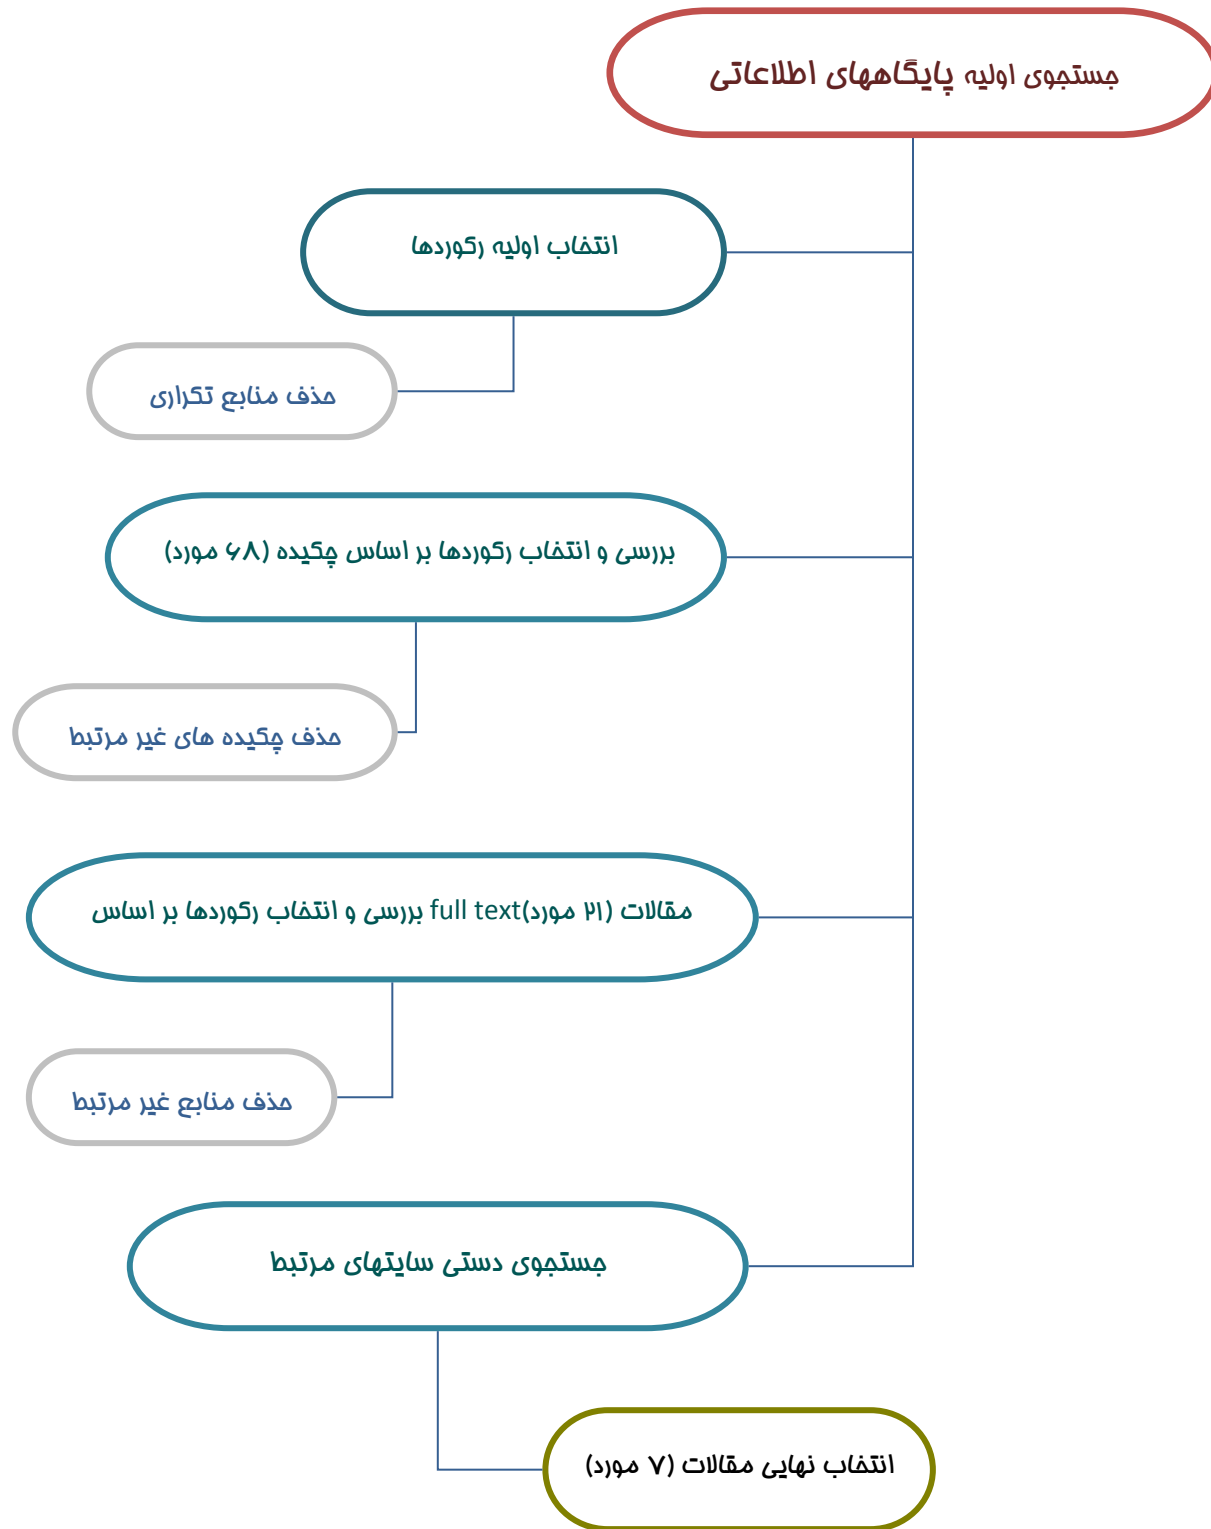 جستجوی اولیه پایگاههای اطلاعاتی
انتخاب اولیه رکوردها
حذف منابع تکراری
بررسی و انتخاب رکوردها بر اساس چکیده (۶۸ مورد)
حذف چکیده های غیر مرتبط
مقالات (۲۱ مورد)full text بررسی و انتخاب رکوردها بر اساس
حذف منابع غیر مرتبط
جستجوی دستی سایتهای مرتبط
انتخاب نهایی مقالات (۷ مورد)